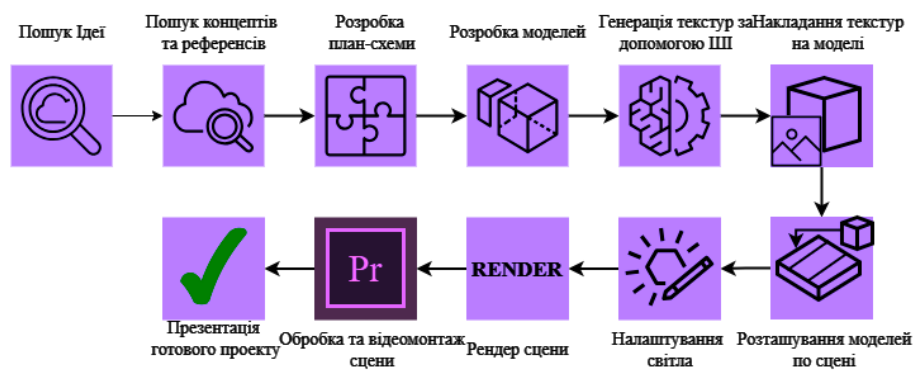 Пошук Ідеї
Пошук концептів
та референсів
Розробка
план-схеми
Розробка моделей
Генерація текстур за
допомогою ШІ
Накладання текстур
на моделі
Розташування моделей
по сцені
Налаштування
світла
RENDER
Рендер сцени
Pr
Обробка та відеомонтаж
сцени
Презентація
готового проекту